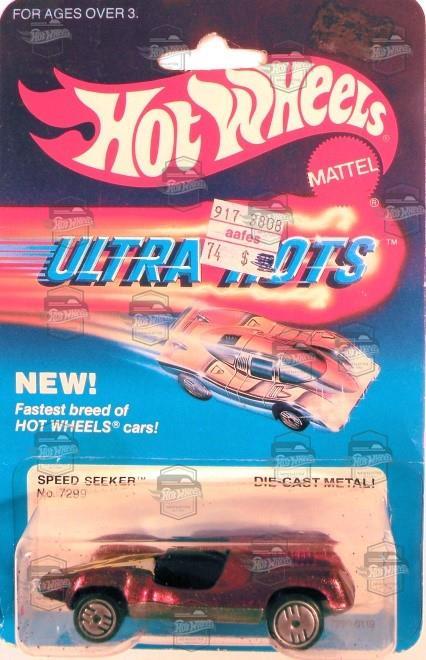 FOR AGES OVER 3.
Hot Wheels
®
MATTEL
®
917 3808
aafes
74 $
ULTRA HOTS ™
NEW!
Fastest breed of
HOT WHEELS® cars!
SPEED SEEKER™
No. 7299
DIE-CAST METAL!